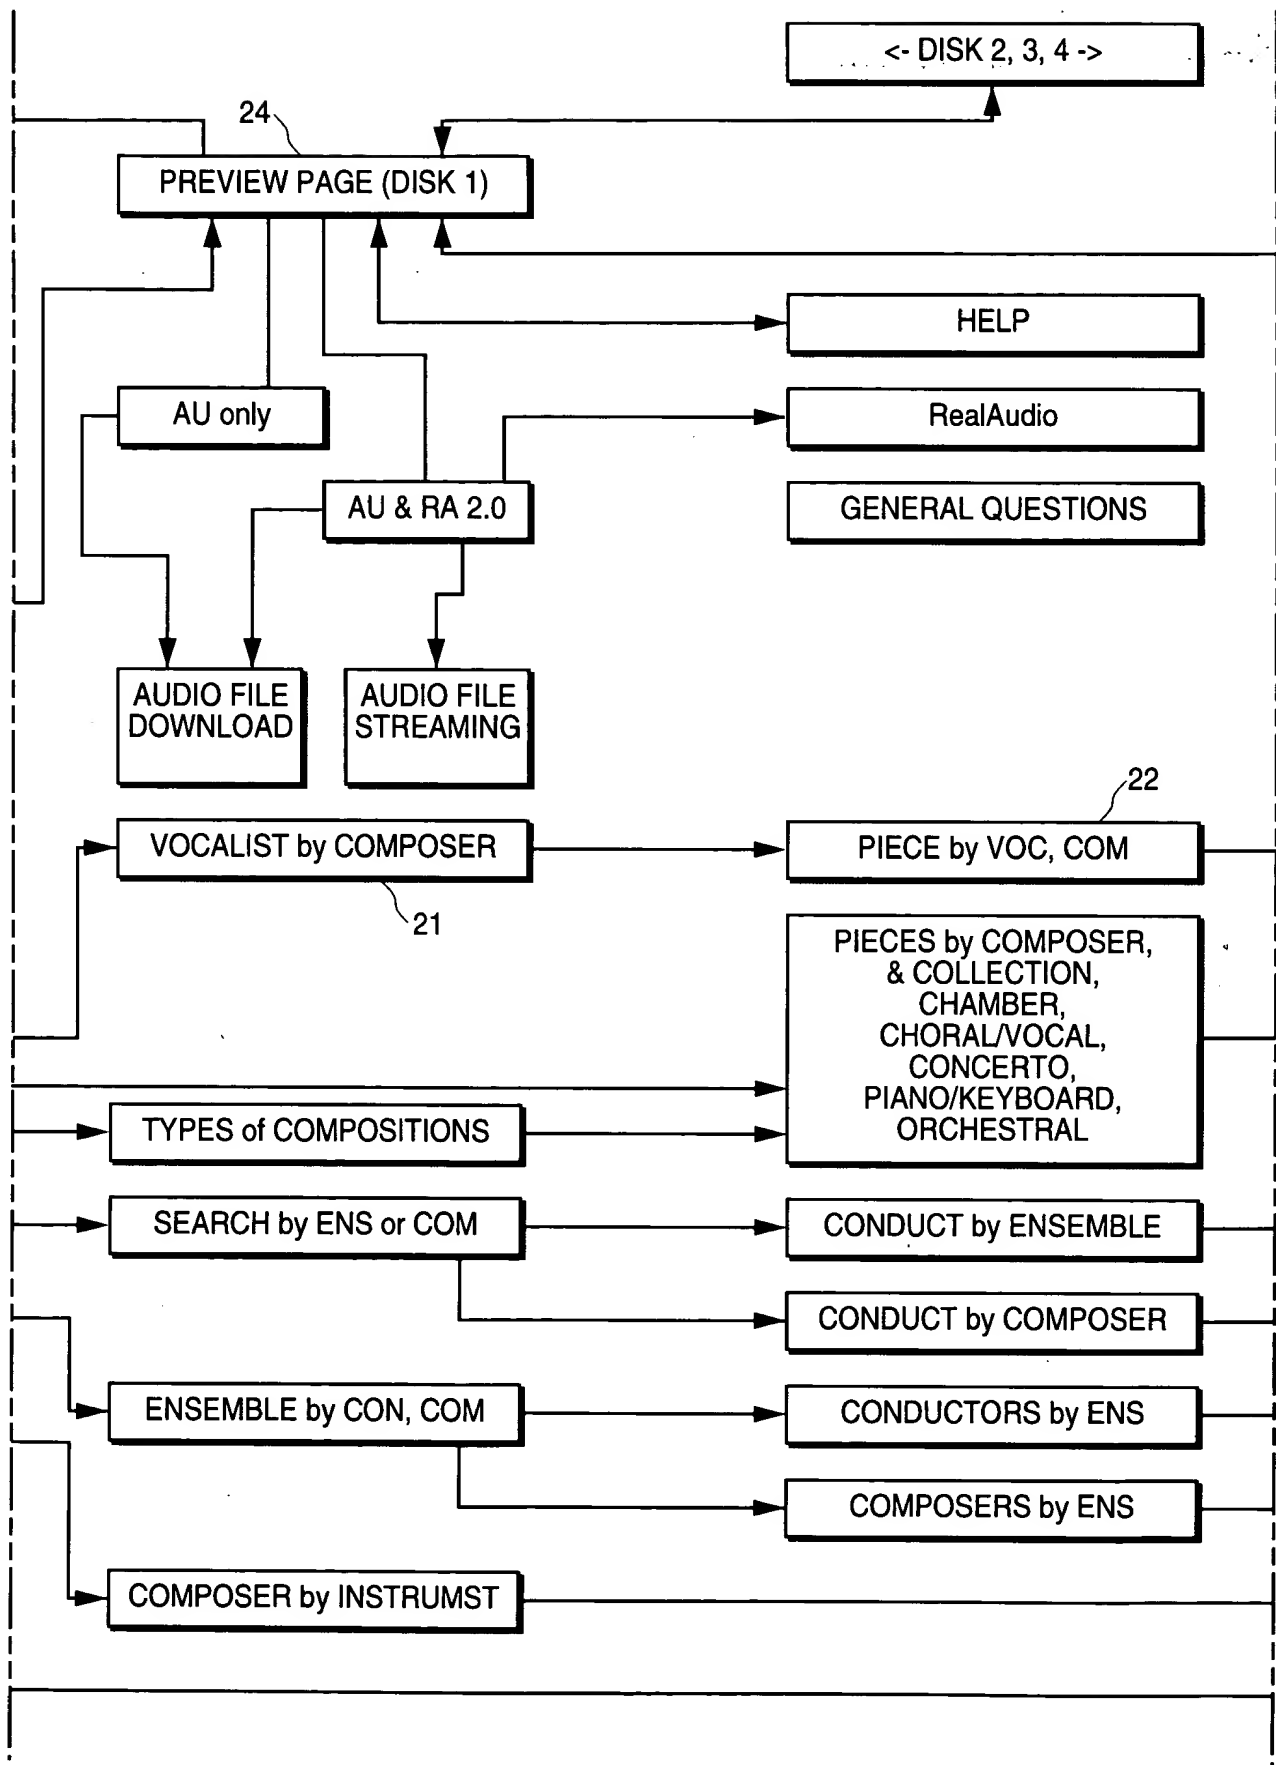 <- DISK 2, 3, 4 ->
24
PREVIEW PAGE (DISK 1)
HELP
AU only
RealAudio
AU & RA 2.0
GENERAL QUESTIONS
AUDIO FILE
DOWNLOAD
AUDIO FILE
STREAMING
22
VOCALIST by COMPOSER
PIECE by VOC, COM
21
PIECES by COMPOSER,
& COLLECTION,
CHAMBER,
CHORAL/VOCAL,
CONCERTO,
PIANO/KEYBOARD,
ORCHESTRAL
TYPES of COMPOSITIONS
SEARCH by ENS or COM
CONDUCT by ENSEMBLE
CONDUCT by COMPOSER
ENSEMBLE by CON, COM
CONDUCTORS by ENS
COMPOSERS by ENS
COMPOSER by INSTRUMST